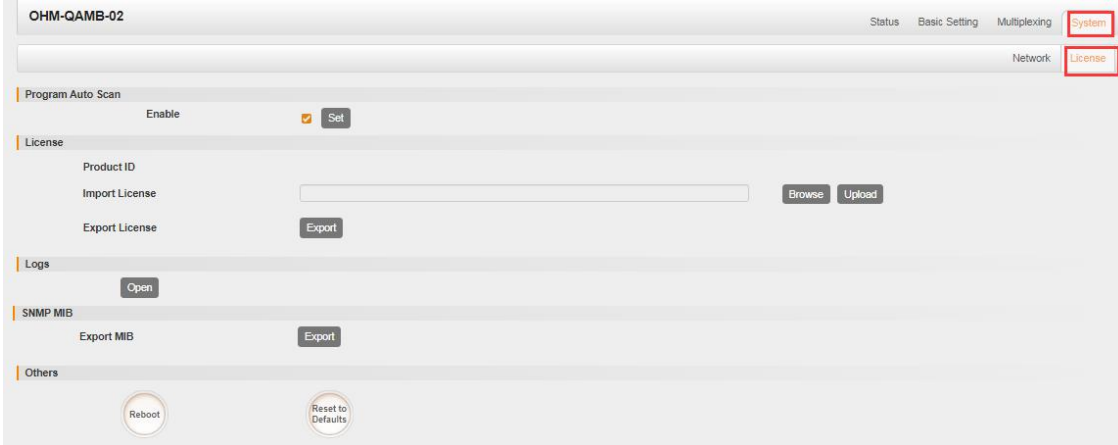 OHM-QAMB-02
Status Basic Setting Multiplexing System
Network License
Program Auto Scan
Enable Set
License
Product ID
Import License Browse Upload
Export License Export
Logs
Open
SNMP MIB
Export MIB Export
Others
Reboot Reset to
Defaults